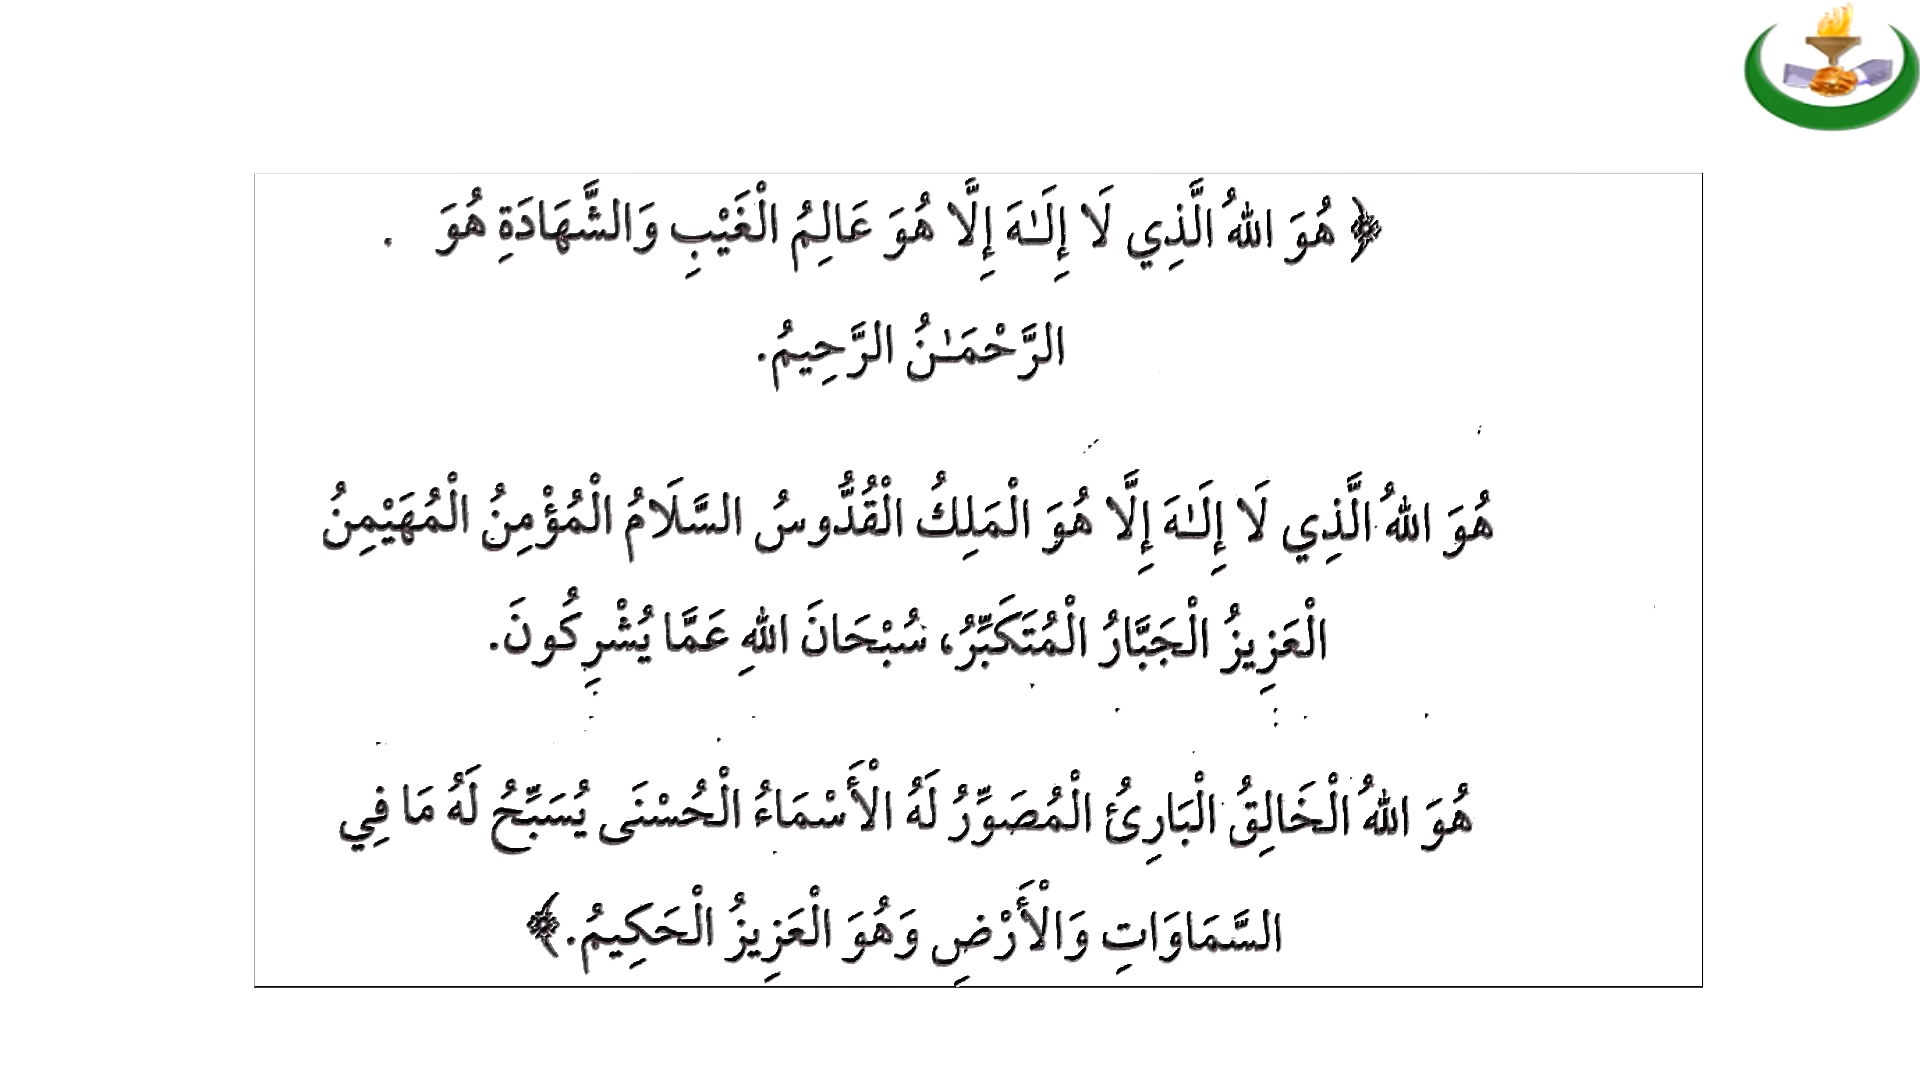 ﴿ هُوَ اللهُ الَّذِي لَا إِلَـٰهَ إِلَّا هُوَ عَالِمُ الْغَيْبِ وَالشَّهَادَةِ هُوَ
الرَّحْمَـٰنُ الرَّحِيمُ.
هُوَ اللهُ الَّذِي لَا إِلَـٰهَ إِلَّا هُوَ الْمَلِكُ الْقُدُّوسُ السَّلَامُ الْمُؤْمِنُ الْمُهَيْمِنُ
الْعَزِيزُ الْجَبَّارُ الْمُتَكَبِّرُ، سُبْحَانَ اللهِ عَمَّا يُشْرِكُونَ.
هُوَ اللهُ الْخَالِقُ الْبَارِئُ الْمُصَوِّرُ لَهُ الْأَسْمَاءُ الْحُسْنَى يُسَبِّحُ لَهُ مَا فِي
السَّمَاوَاتِ وَالْأَرْضِ وَهُوَ الْعَزِيزُ الْحَكِيمُ.﴾